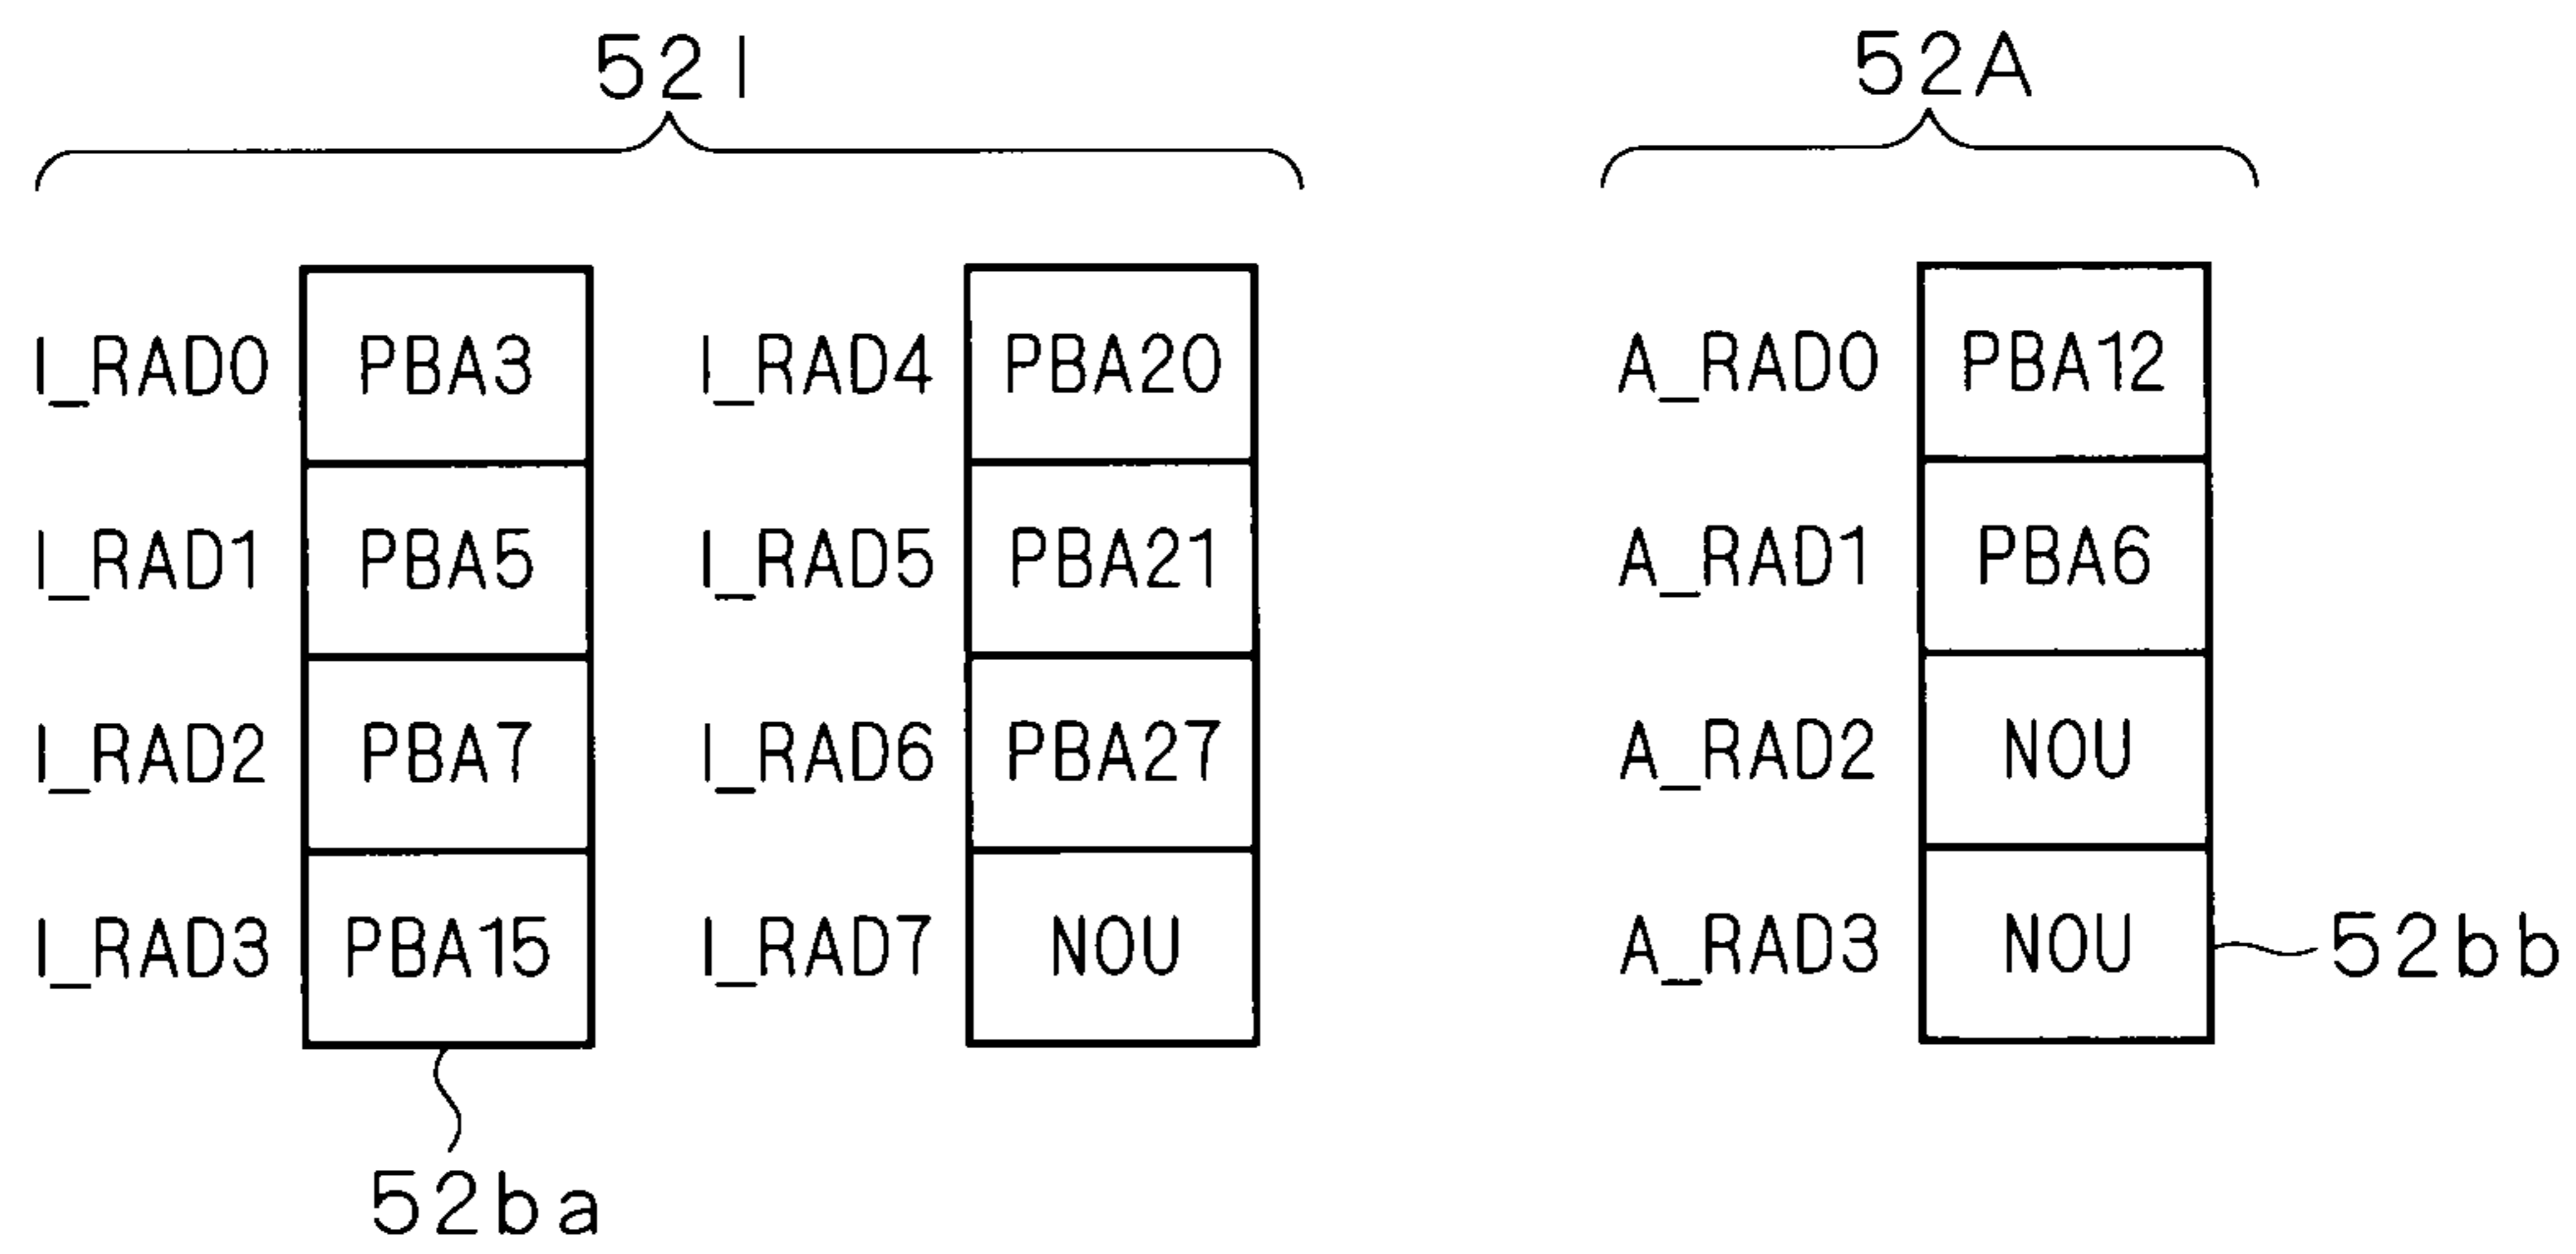 52I 52A
I_RAD0 PBA3 I_RAD4 PBA20 A_RAD0 PBA12
I_RAD1 PBA5 I_RAD5 PBA21 A_RAD1 PBA6
I_RAD2 PBA7 I_RAD6 PBA27 A_RAD2 NOU
I_RAD3 PBA15 I_RAD7 NOU A_RAD3 NOU 52bb
52ba